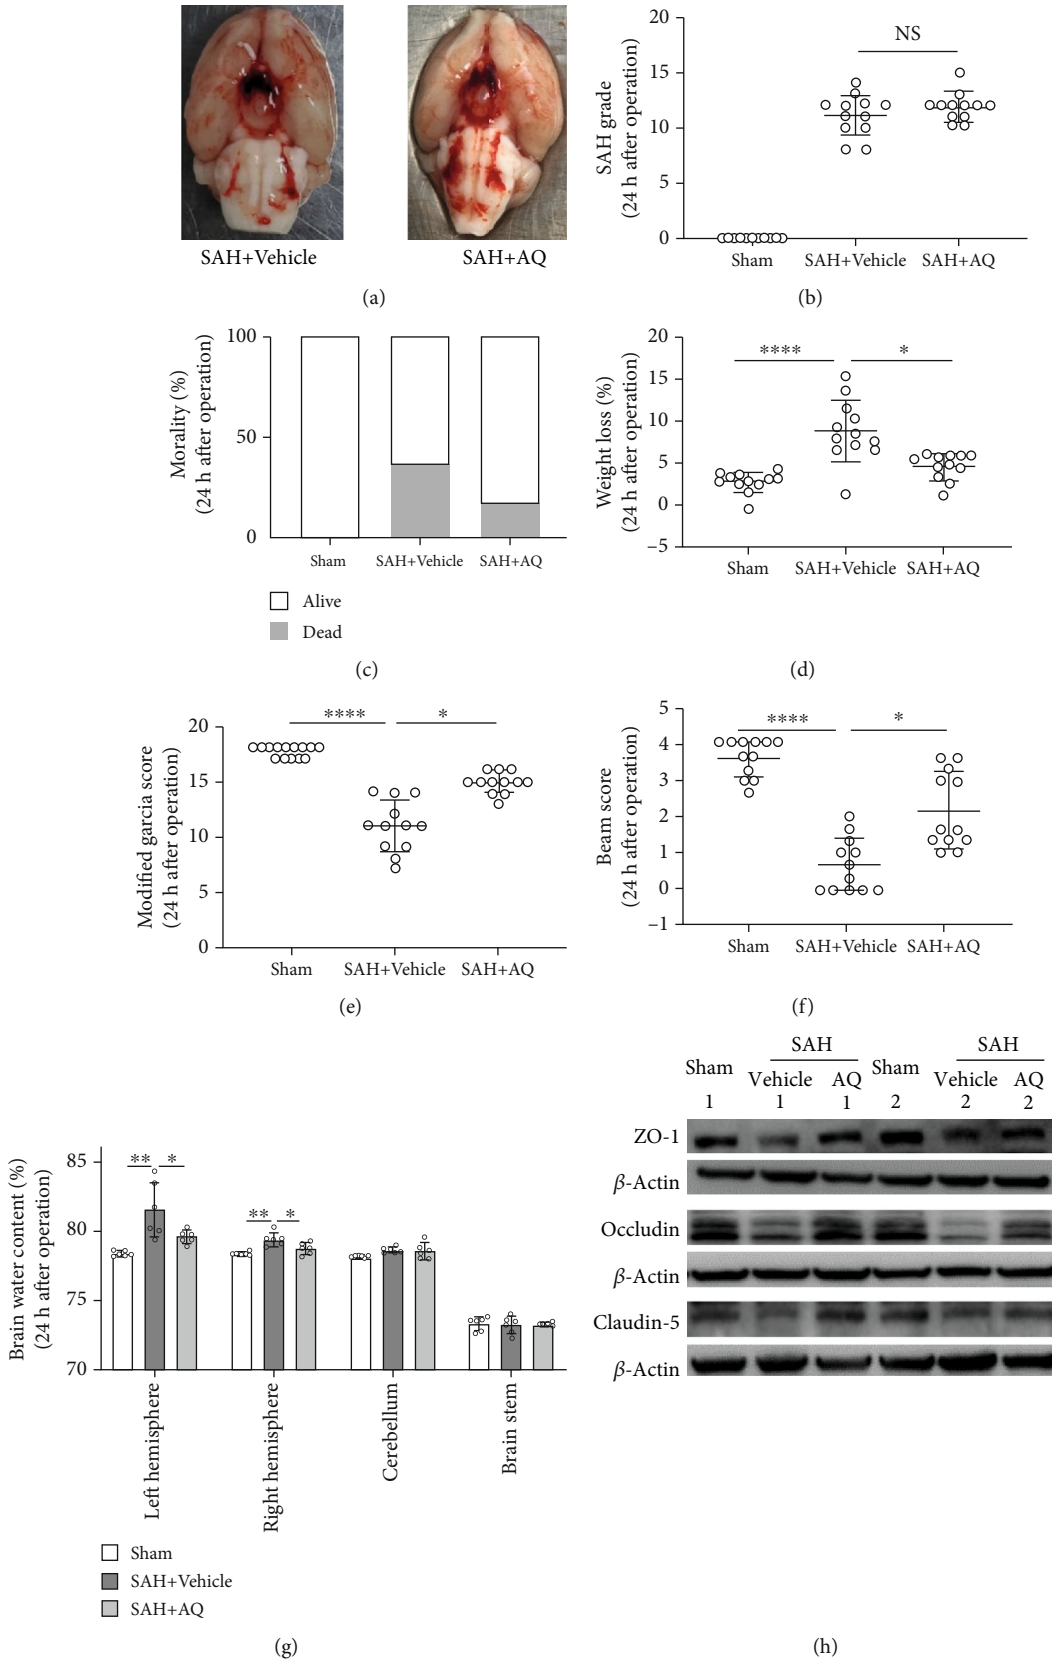 SAH+Vehicle
SAH+AQ
(a)
20
15
10
5
0
SAH grade
(24 h after operation)
NS
Sham
SAH+Vehicle
SAH+AQ
(b)
100
50
0
Morality (%)
(24 h after operation)
Sham
SAH+Vehicle
SAH+AQ
Alive
Dead
(c)
20
15
10
5
0
–5
Weight loss (%)
(24 h after operation)
****
*
Sham
SAH+Vehicle
SAH+AQ
(d)
20
15
10
5
0
Modified garcia score
(24 h after operation)
****
*
Sham
SAH+Vehicle
SAH+AQ
(e)
5
4
3
2
1
0
–1
Beam score
(24 h after operation)
****
*
Sham
SAH+Vehicle
SAH+AQ
(f)
85
80
75
70
Brain water content (%)
(24 h after operation)
**
*
**
*
Left hemisphere
Right hemisphere
Cerebellum
Brain stem
Sham
SAH+Vehicle
SAH+AQ
(g)
SAH
SAH
Sham Vehicle AQ Sham Vehicle AQ
1 1 1 2 2 2
ZO-1
β-Actin
Occludin
β-Actin
Claudin-5
β-Actin
(h)